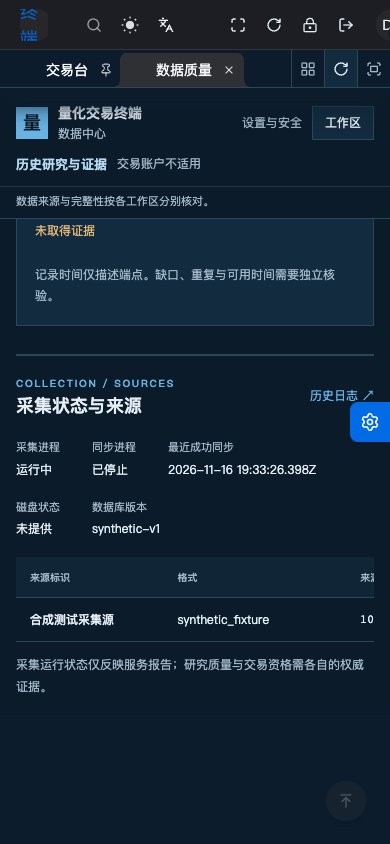 终端
交易台
数据质量
量
量化交易终端
数据中心
设置与安全
工作区
历史研究与证据 交易账户不适用
数据来源与完整性按各工作区分别核对。
未取得证据
记录时间仅描述端点。缺口、重复与可用时间需要独立核
验。
COLLECTION / SOURCES
采集状态与来源
历史日志 ↗
采集进程 同步进程 最近成功同步
运行中 已停止 2026-11-16 19:33:26.398Z
磁盘状态 数据库版本
未提供 synthetic-v1
来源标识 格式
合成测试采集源 synthetic_fixture 10
采集运行状态仅反映服务报告；研究质量与交易资格需各自的权威
证据。